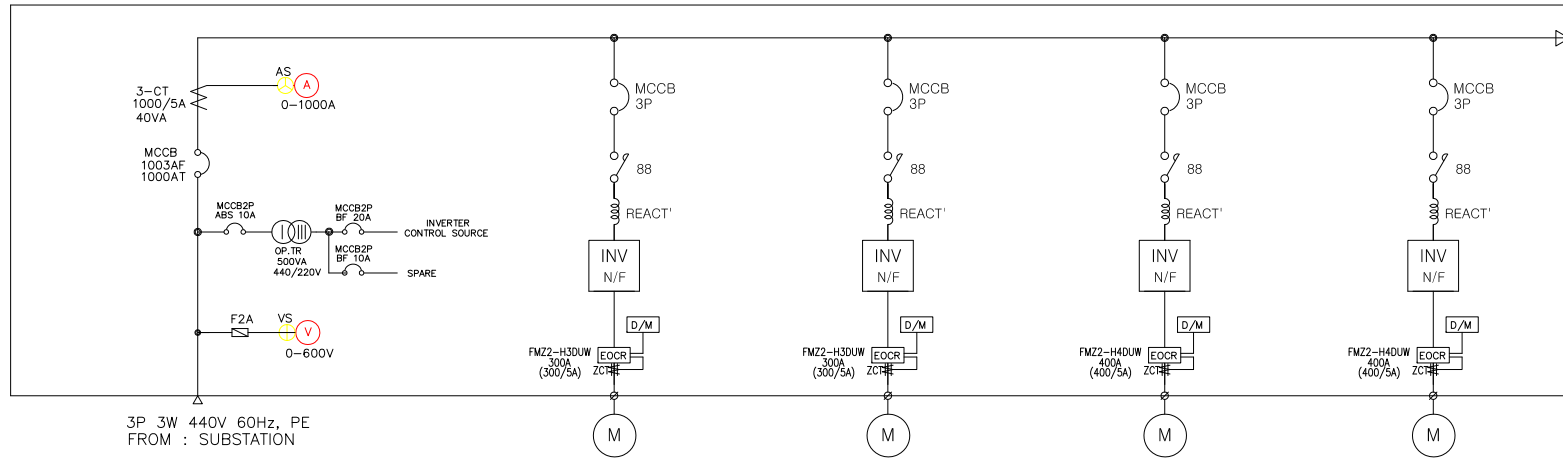 3-CT
1000/5A
40VA
AS
A
0-1000A
MCCB
1003AF
1000AT
MCCB2P
ABS 10A
OP.TR
500VA
440/220V
MCCB2P
BF 20A
INVERTER
CONTROL SOURCE
MCCB2P
BF 10A
SPARE
F2A
VS
V
0-600V
3P 3W 440V 60Hz, PE
FROM : SUBSTATION
MCCB
3P
88
REACT'
INV
N/F
D/M
FMZ2-H3DUW
300A
(300/5A)
EOCR
ZCT
M
MCCB
3P
88
REACT'
INV
N/F
D/M
FMZ2-H3DUW
300A
(300/5A)
EOCR
ZCT
M
MCCB
3P
88
REACT'
INV
N/F
D/M
FMZ2-H4DUW
400A
(400/5A)
EOCR
ZCT
M
MCCB
3P
88
REACT'
INV
N/F
D/M
FMZ2-H4DUW
400A
(400/5A)
EOCR
ZCT
M